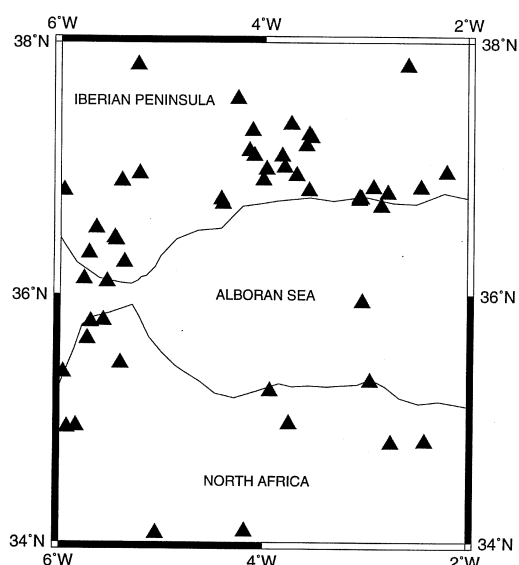 6°W 4°W 2°W
38°N 38°N
IBERIAN PENINSULA
36°N ALBORAN SEA 36°N
NORTH AFRICA
34°N 34°N
6°W 4°W 2°W